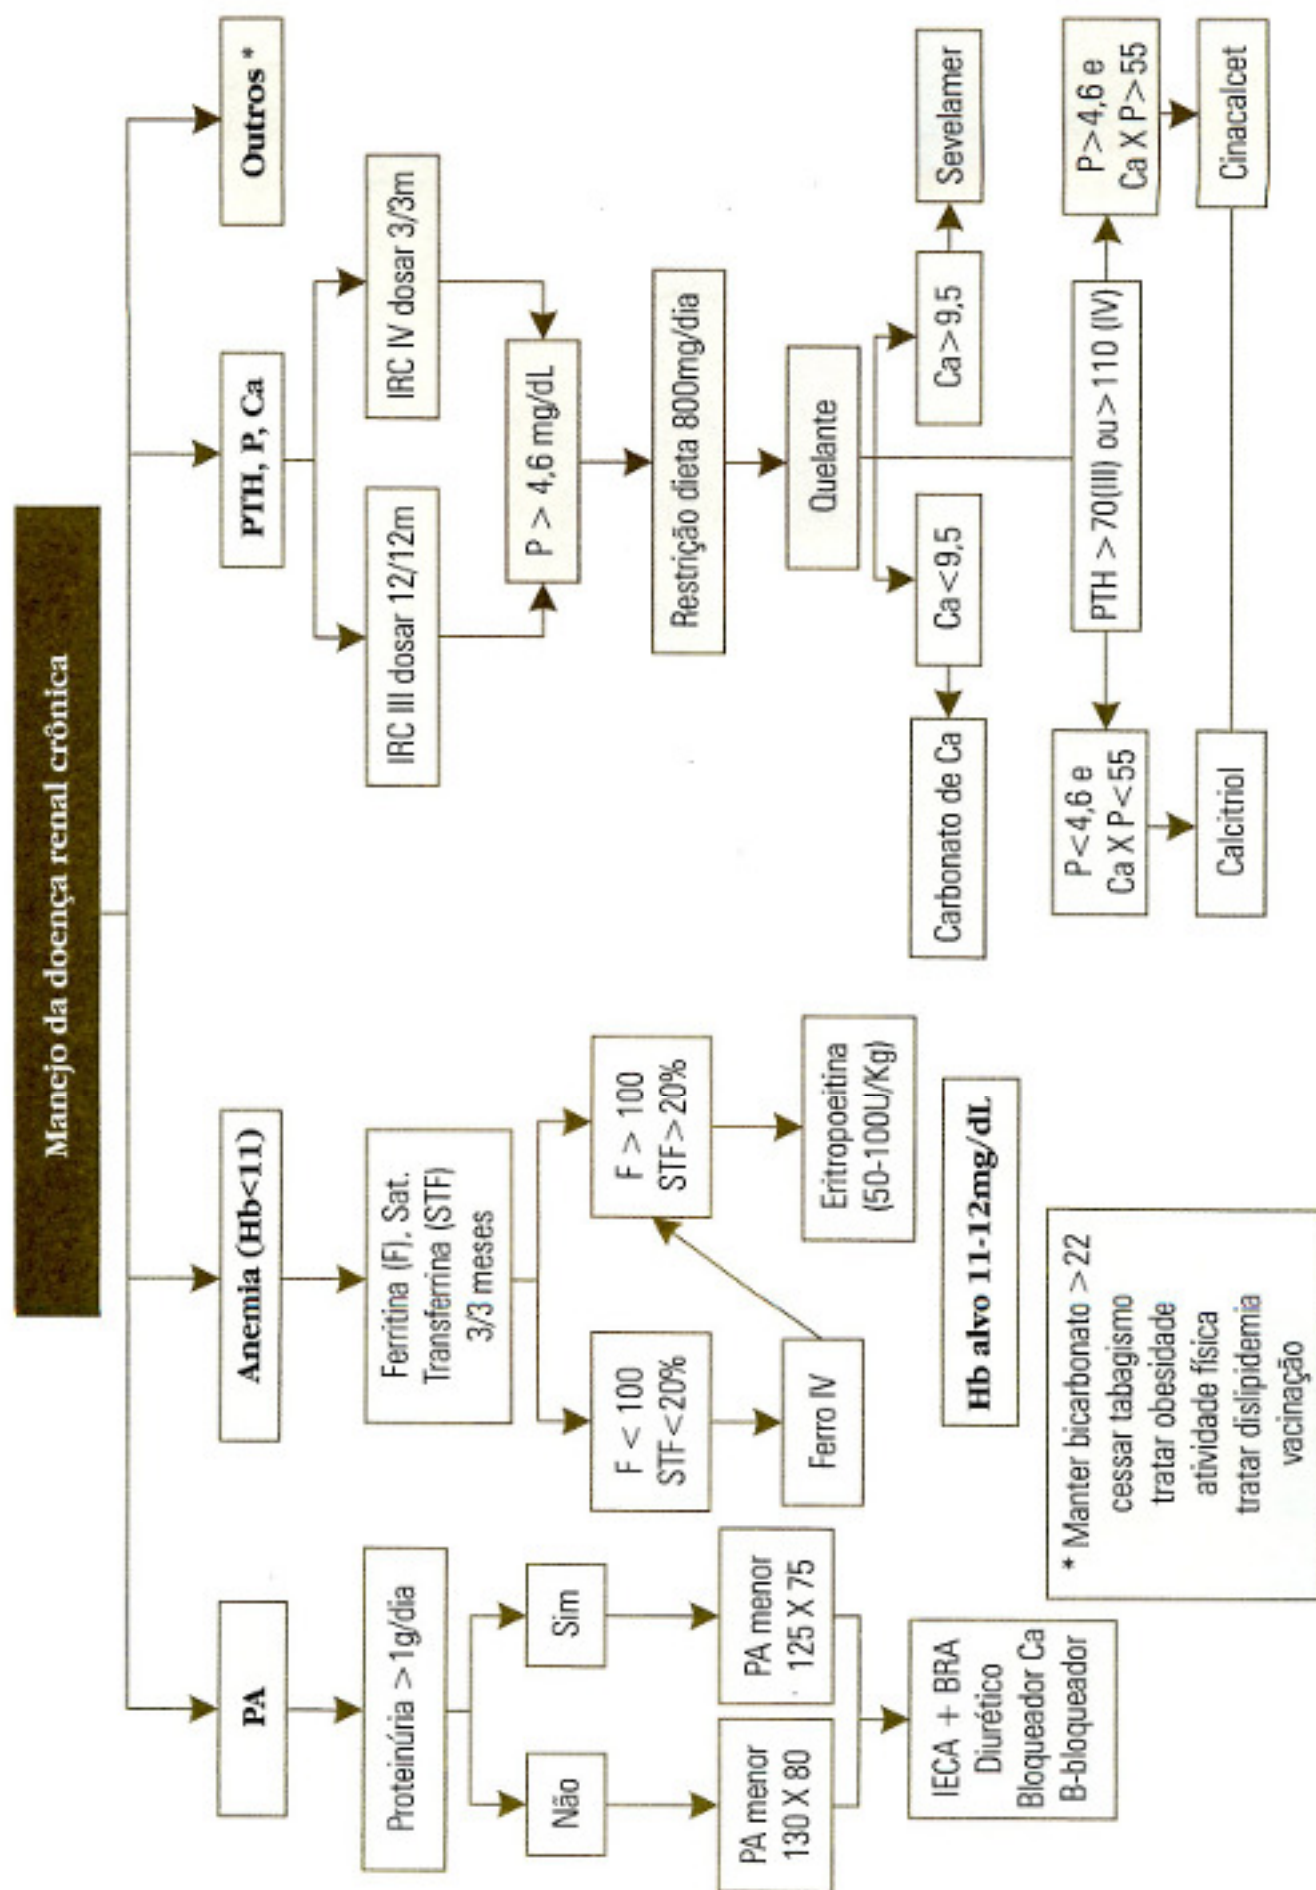 Manejo da doença renal crônica
PA
Proteinúria >1g/dia
Não
Sim
PA menor
130 X 80
PA menor
125 X 75
IECA + BRA
Diurético
Bloqueador Ca
B-bloqueador
Anemia (Hb<11)
Ferritina (F), Sat.
Transferrina (STF)
3/3 meses
F < 100
STF<20%
F > 100
STF>20%
Ferro IV
Eritropoeitina
(50-100U/Kg)
Hb alvo 11-12mg/dL
* Manter bicarbonato >22
cessar tabagismo
tratar obesidade
atividade física
tratar dislipidemia
vacinação
PTH, P, Ca
IRC III dosar 12/12m
IRC IV dosar 3/3m
P > 4,6 mg/dL
Restrição dieta 800mg/dia
Quelante
Ca<9,5
Ca>9,5
Carbonato de Ca
Sevelamer
PTH > 70(III) ou > 110 (IV)
P<4,6 e
Ca X P<55
P>4,6 e
Ca X P>55
Calcitriol
Cinacalcet
Outros *